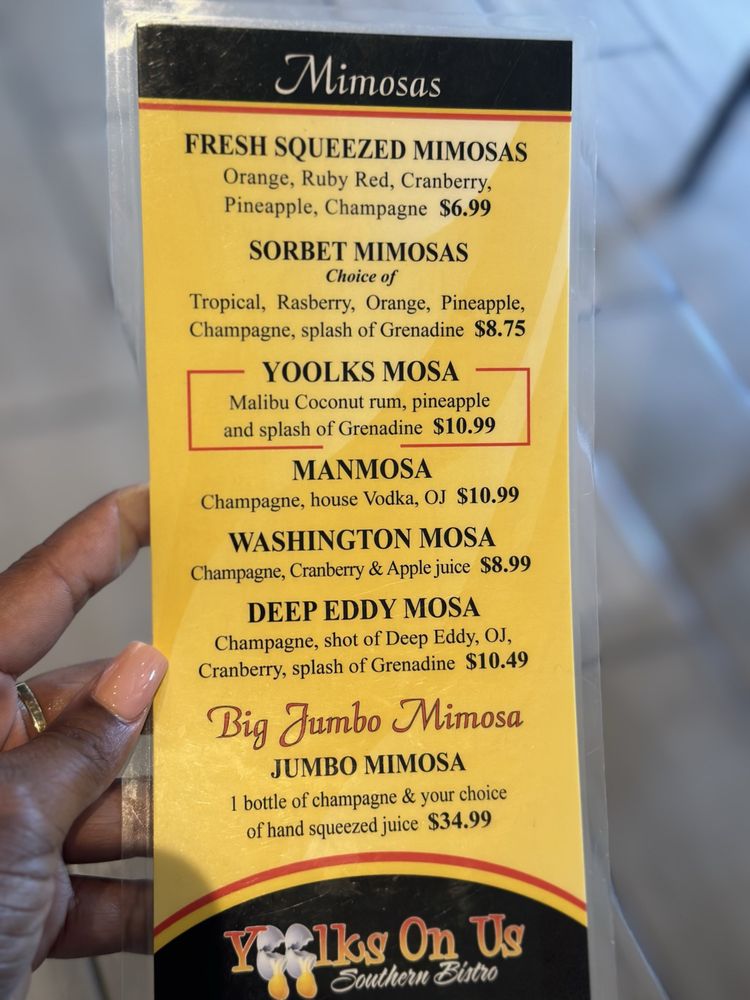 Mimosas
FRESH SQUEEZED MIMOSAS
Orange, Ruby Red, Cranberry,
Pineapple, Champagne $6.99
SORBET MIMOSAS
Choice of
Tropical, Rasberry, Orange, Pineapple,
Champagne, splash of Grenadine $8.75
YOOLKS MOSA
Malibu Coconut rum, pineapple
and splash of Grenadine $10.99
MANMOSA
Champagne, house Vodka, OJ $10.99
WASHINGTON MOSA
Champagne, Cranberry & Apple juice $8.99
DEEP EDDY MOSA
Champagne, shot of Deep Eddy, OJ,
Cranberry, splash of Grenadine $10.49
Big Jumbo Mimosa
JUMBO MIMOSA
1 bottle of champagne & your choice
of hand squeezed juice $34.99
Yoolks On Us
Southern Bistro